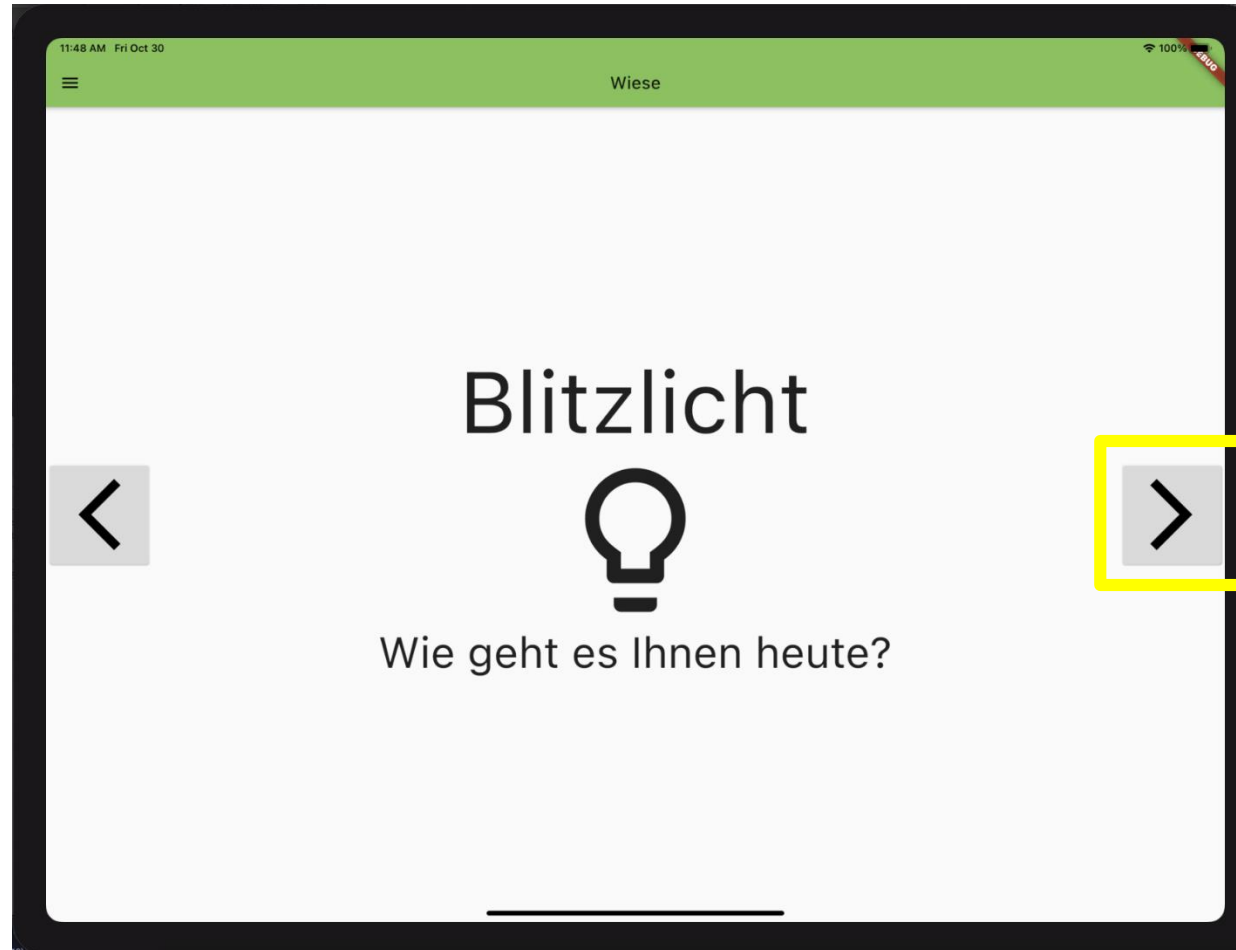 11:48 AM Fri Oct 30
100%
Wiese
Blitzlicht
Wie geht es Ihnen heute?